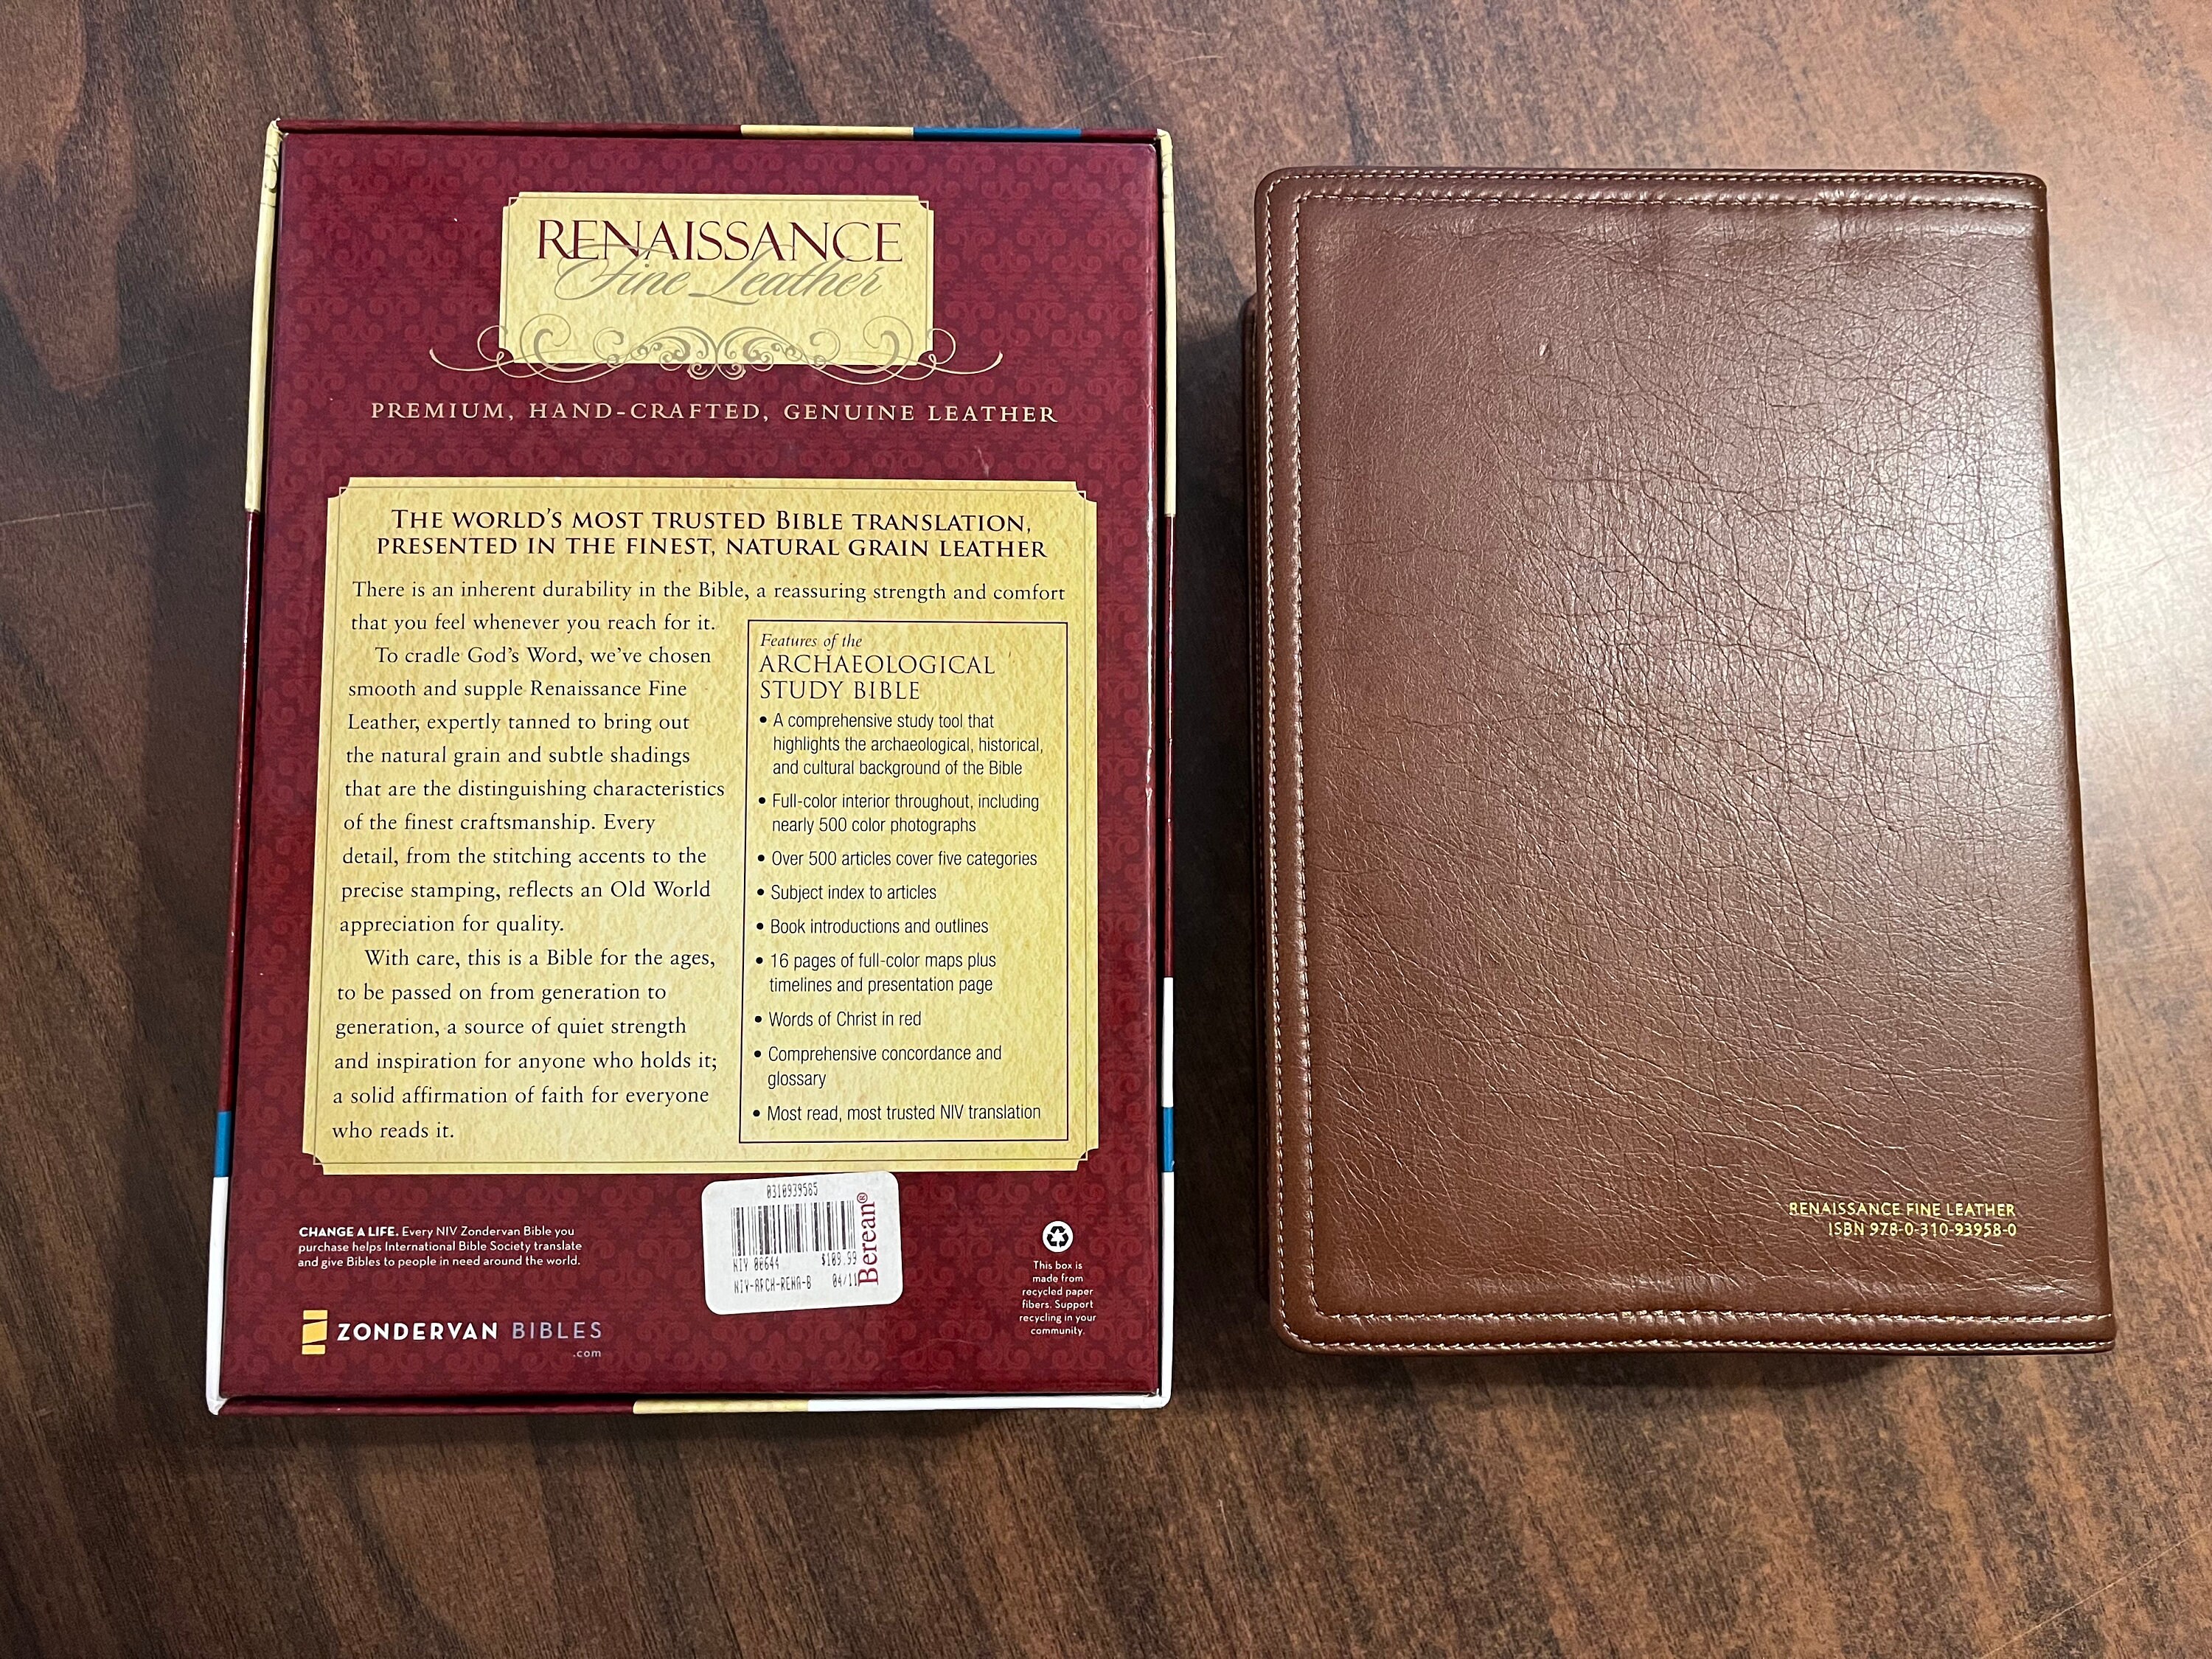 RENAISSANCE
Fine Leather
PREMIUM, HAND-CRAFTED, GENUINE LEATHER
THE WORLD'S MOST TRUSTED BIBLE TRANSLATION,
PRESENTED IN THE FINEST, NATURAL GRAIN LEATHER
There is an inherent durability in the Bible, a reassuring strength and comfort
that you feel whenever you reach for it.
To cradle God's Word, we've chosen
smooth and supple Renaissance Fine
Leather, expertly tanned to bring out
the natural grain and subtle shadings
that are the distinguishing characteristics
of the finest craftsmanship. Every
detail, from the stitching accents to the
precise stamping, reflects an Old World
appreciation for quality.
With care, this is a Bible for the ages,
to be passed on from generation to
generation, a source of quiet strength
and inspiration for anyone who holds it;
a solid affirmation of faith for everyone
who reads it.
Features of the
ARCHAEOLOGICAL
STUDY BIBLE
• A comprehensive study tool that
highlights the archaeological, historical,
and cultural background of the Bible
• Full-color interior throughout, including
nearly 500 color photographs
• Over 500 articles cover five categories
• Subject index to articles
• Book introductions and outlines
• 16 pages of full-color maps plus
timelines and presentation page
• Words of Christ in red
• Comprehensive concordance and
glossary
• Most read, most trusted NIV translation
CHANGE A LIFE. Every NIV Zondervan Bible you
purchase helps International Bible Society translate
and give Bibles to people in need around the world.
ZONDERVAN BIBLES
.com
0310939585
NIV 00644 $109.99
NIV-ARCH-RENA-B 04/11
Berean®
This box is
made from
recycled paper
fibers. Support
recycling in your
community.
RENAISSANCE FINE LEATHER
ISBN 978-0-310-93958-0